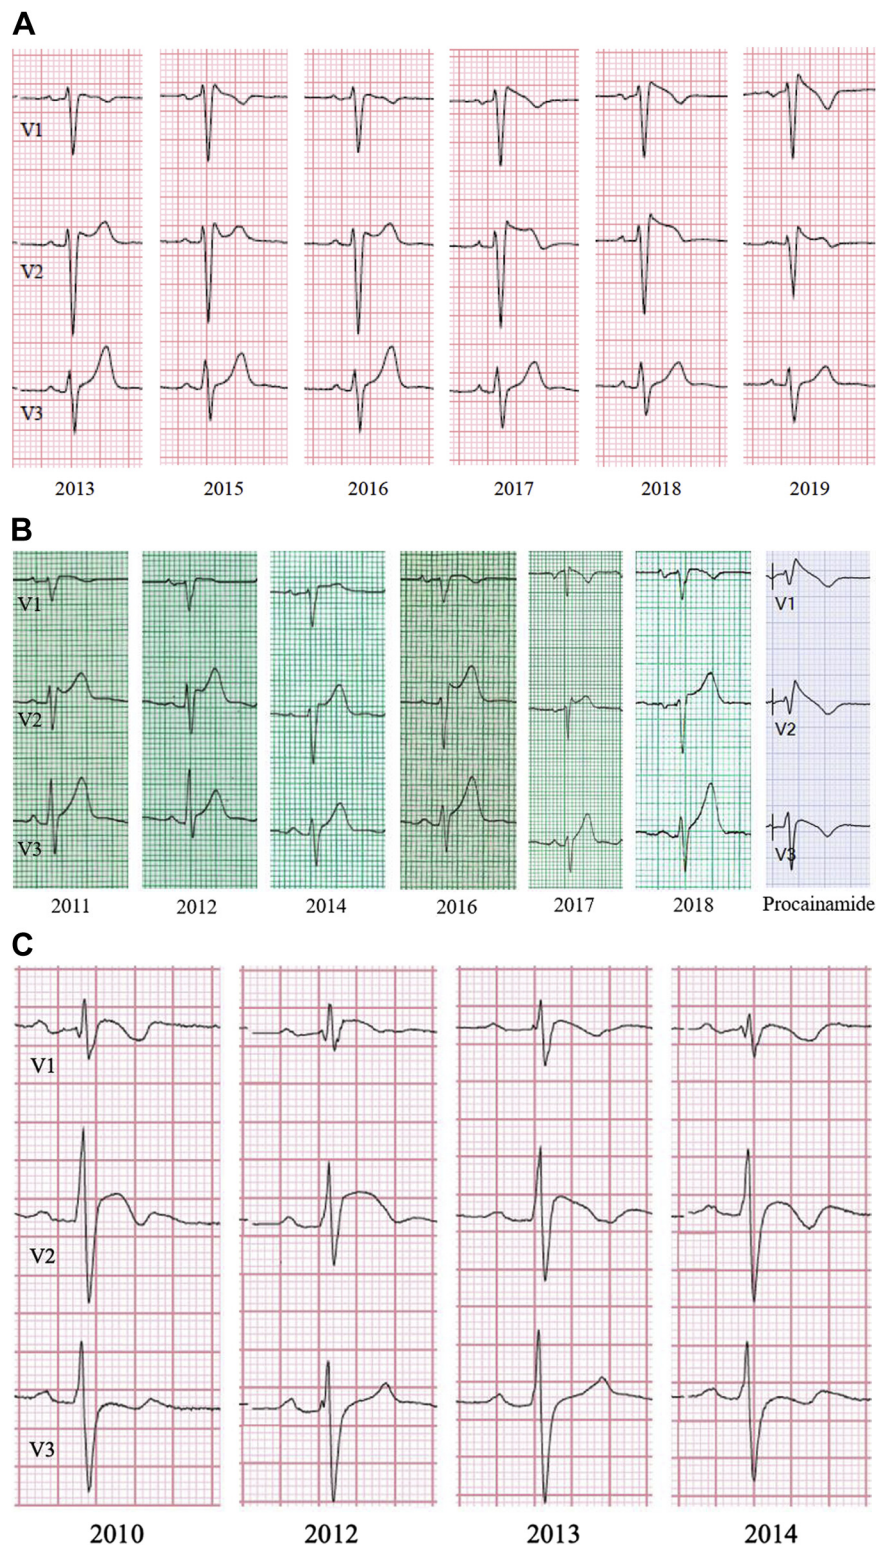 A
V1
V2
V3
2013 2015 2016 2017 2018 2019
B
V1 V1
V2 V2
V3 V3
2011 2012 2014 2016 2017 2018 Procainamide
C
V1
V2
V3
2010 2012 2013 2014